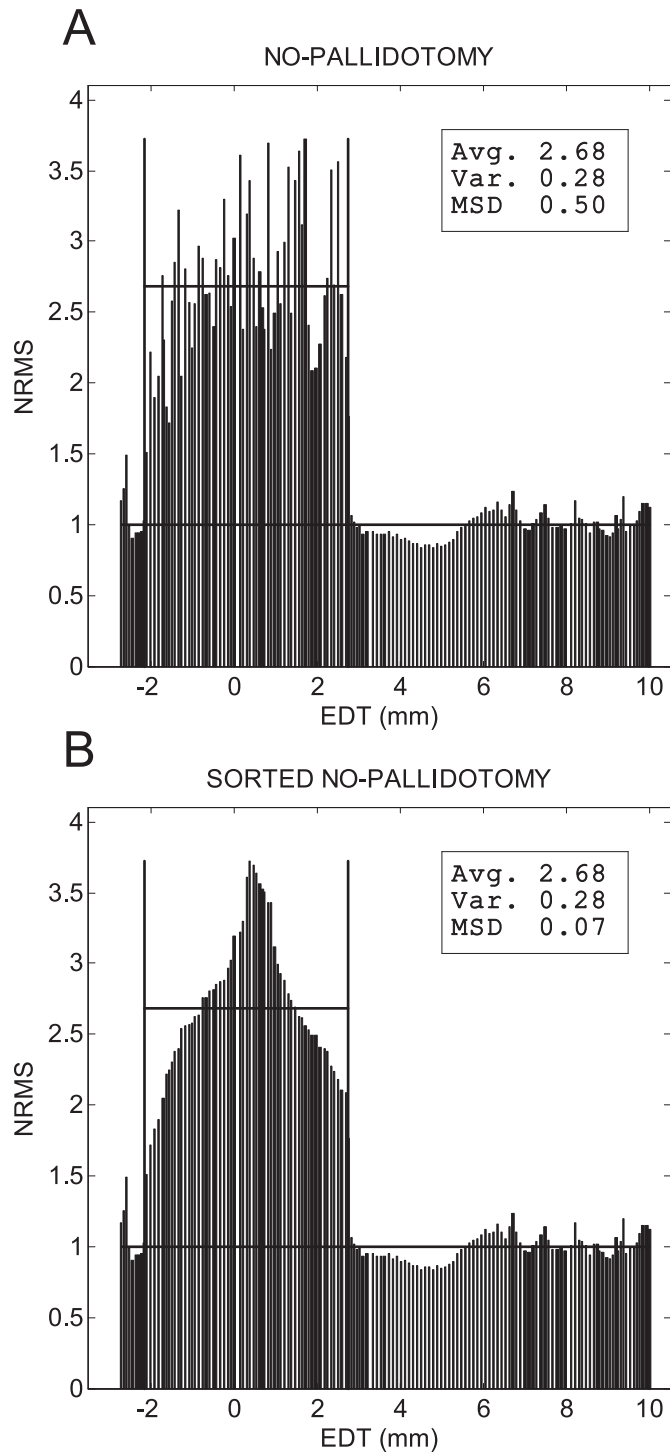 A
NO-PALLIDOTOMY
4
3.5
3
2.5
2
1.5
1
0.5
0
NRMS
Avg. 2.68
Var. 0.28
MSD 0.50
-2 0 2 4 6 8 10
EDT (mm)
B
SORTED NO-PALLIDOTOMY
4
3.5
3
2.5
2
1.5
1
0.5
0
NRMS
Avg. 2.68
Var. 0.28
MSD 0.07
-2 0 2 4 6 8 10
EDT (mm)